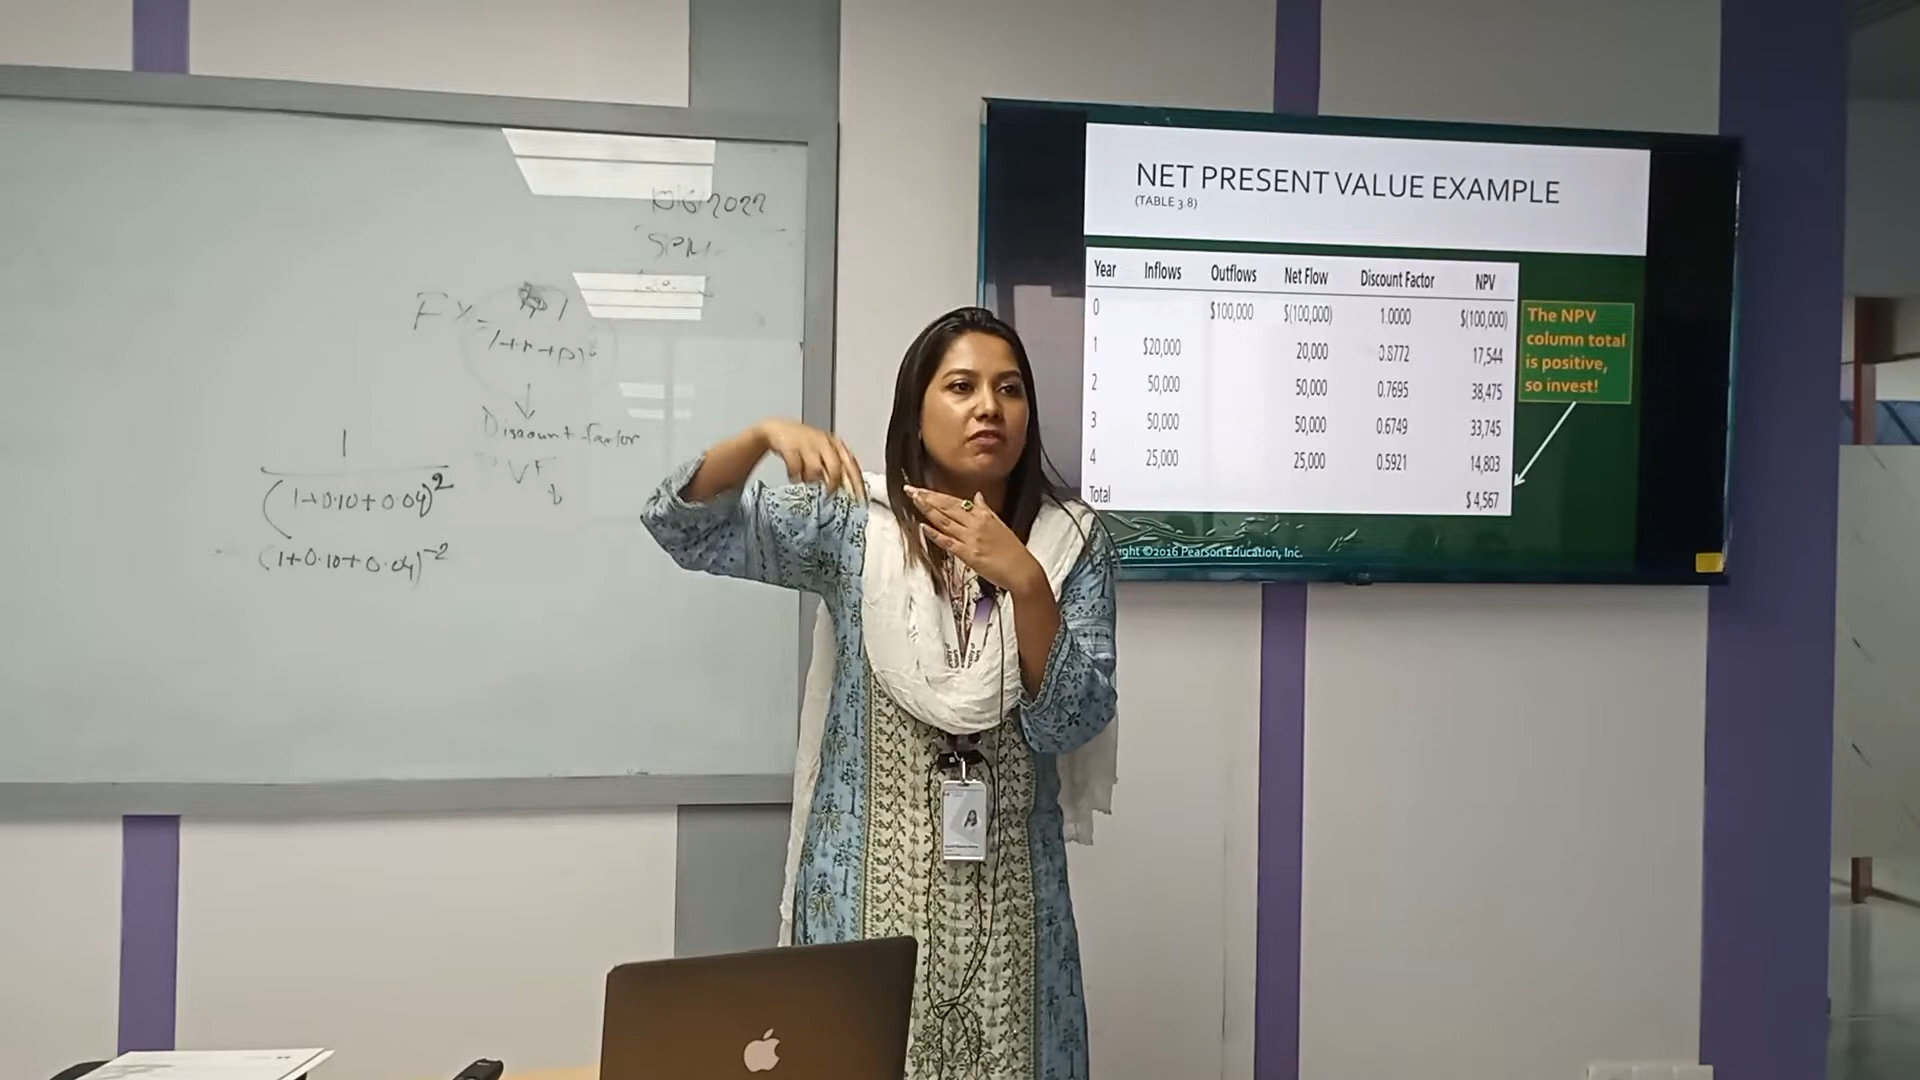 SPM
1
(1+0.10+0.04)^2
(1+0.10+0.04)^-2
1+r+p)
Discount factor
NET PRESENT VALUE EXAMPLE
(TABLE 3.8)
Year Inflows Outflows Net Flow Discount Factor NPV
0 $100,000 $(100,000) 1.0000 $(100,000)
1 $20,000 20,000 0.8772 17,544
2 50,000 50,000 0.7695 38,475
3 50,000 50,000 0.6749 33,745
4 25,000 25,000 0.5921 14,803
Total $ 4,567
The NPV
column total
is positive,
so invest!
ght ©2016 Pearson Education, Inc.